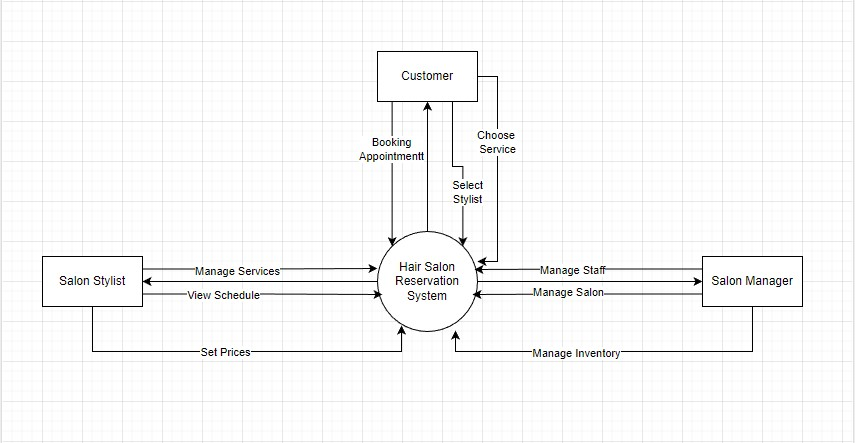 Customer
Booking
Appointmentt
Choose
Service
Select
Stylist
Salon Stylist
Manage Services
View Schedule
Set Prices
Hair Salon
Reservation
System
Manage Staff
Manage Salon
Manage Inventory
Salon Manager